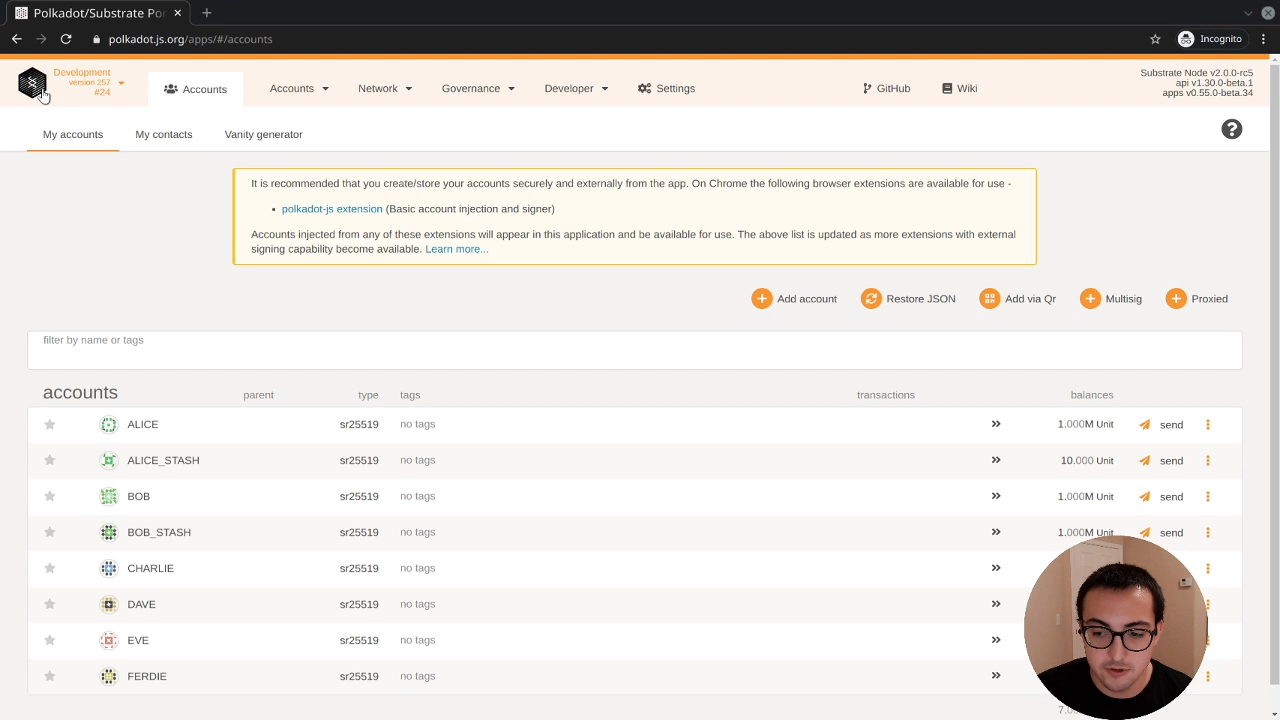 Polkadot/Substrate Por
polkadot.js.org/apps/#/accounts
Incognito
Development
version 257
#24
Accounts
Accounts
Network
Governance
Developer
Settings
GitHub
Wiki
Substrate Node v2.0.0-rc5
api v1.30.0-beta.1
apps v0.55.0-beta.34
My accounts
My contacts
Vanity generator
It is recommended that you create/store your accounts securely and externally from the app. On Chrome the following browser extensions are available for use -
• polkadot-js extension (Basic account injection and signer)
Accounts injected from any of these extensions will appear in this application and be available for use. The above list is updated as more extensions with external
signing capability become available. Learn more...
Add account
Restore JSON
Add via Qr
Multisig
Proxied
filter by name or tags
accounts parent type tags transactions balances
ALICE sr25519 no tags 1.000M Unit send
ALICE_STASH sr25519 no tags 10.000 Unit send
BOB sr25519 no tags 1.000M Unit send
BOB_STASH sr25519 no tags 1.000M Unit send
CHARLIE sr25519 no tags
DAVE sr25519 no tags
EVE sr25519 no tags
FERDIE sr25519 no tags